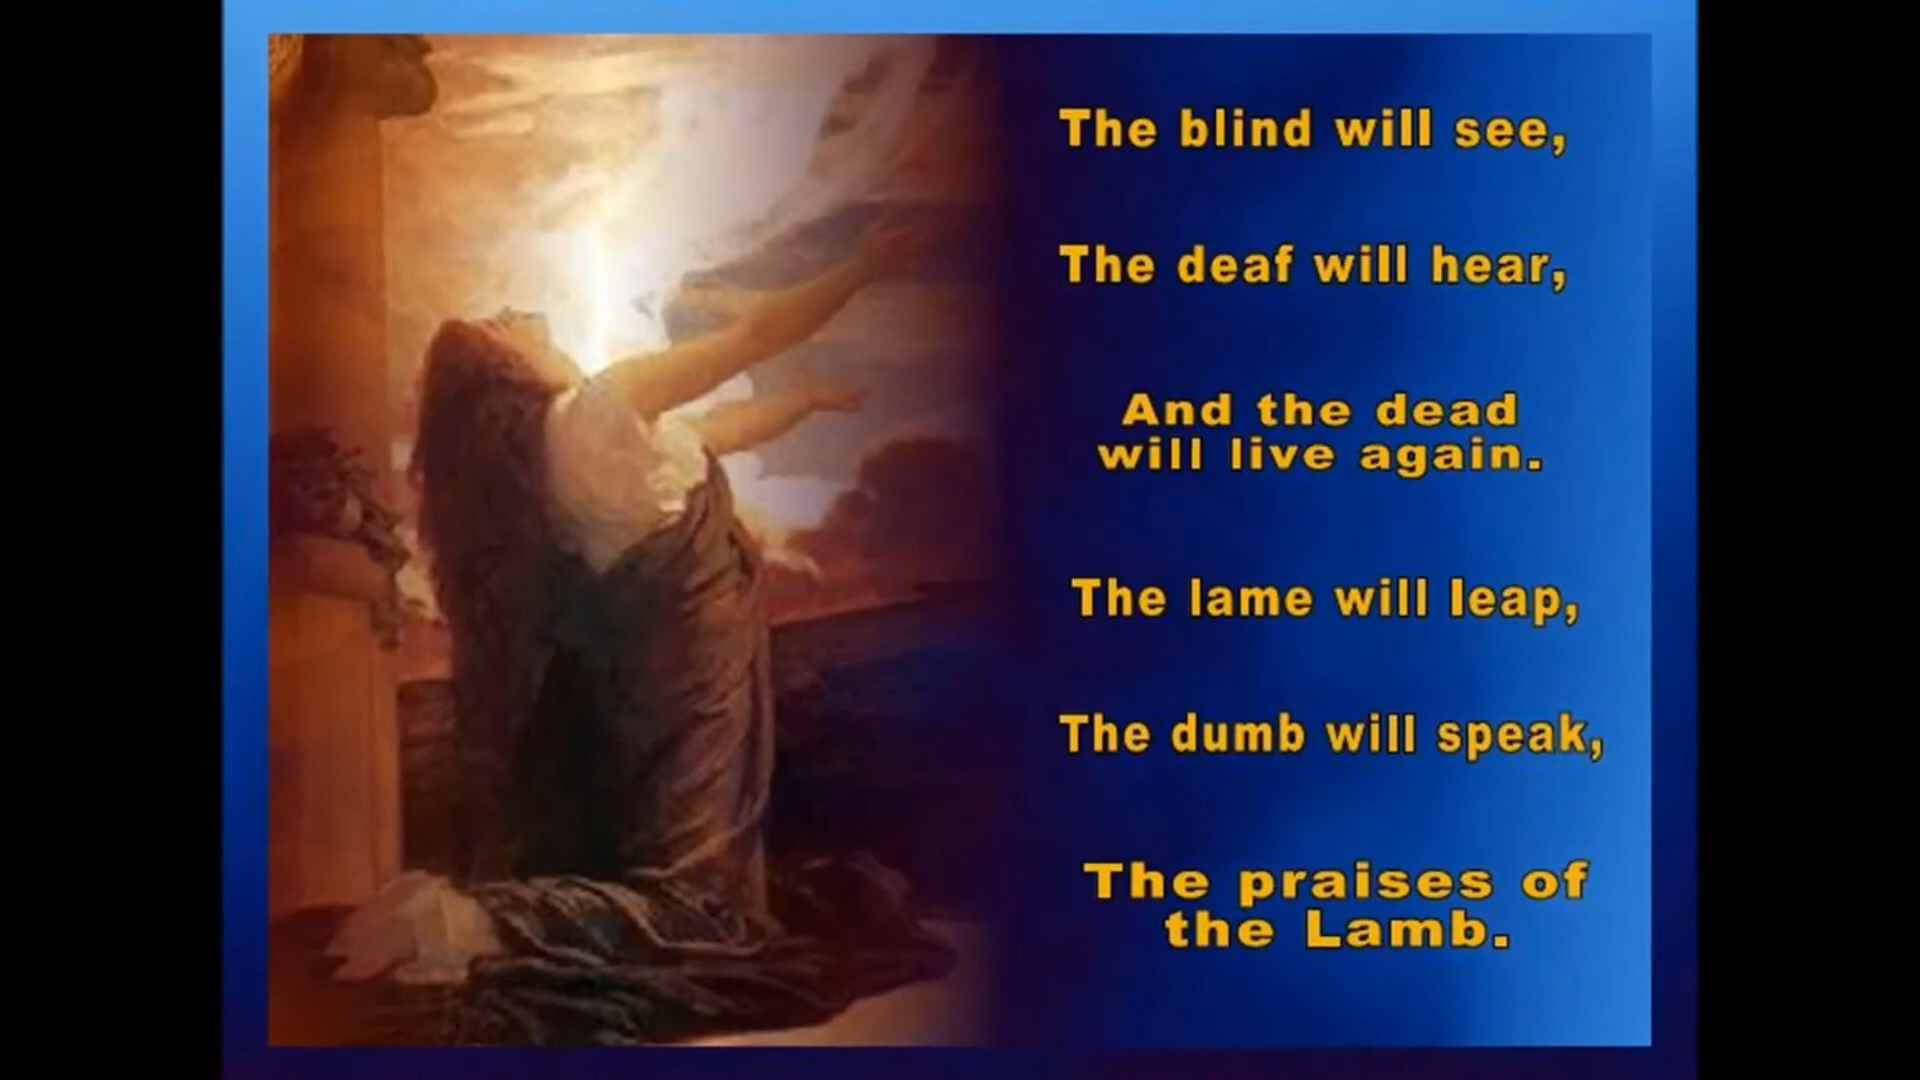 The blind will see,
The deaf will hear,
And the dead
will live again.
The lame will leap,
The dumb will speak,
The praises of
the Lamb.